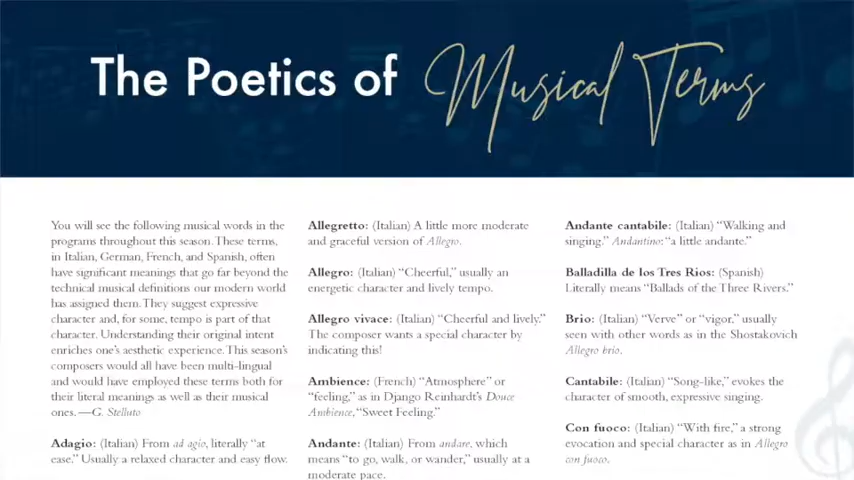 The Poetics of Musical Terms
You will see the following musical words in the
programs throughout this season. These terms,
in Italian, German, French, and Spanish, often
have significant meanings that go far beyond the
technical musical definitions our modern world
has assigned them. They suggest expressive
character and, for some, tempo is part of that
character. Understanding their original intent
enriches one's aesthetic experience. This season's
composers would all have been multi-lingual
and would have employed these terms both for
their literal meanings as well as their musical
ones. —G. Stelluto
Adagio: (Italian) From ad agio, literally "at
ease." Usually a relaxed character and easy flow.
Allegretto: (Italian) A little more moderate
and graceful version of Allegro.
Allegro: (Italian) "Cheerful," usually an
energetic character and lively tempo.
Allegro vivace: (Italian) "Cheerful and lively."
The composer wants a special character by
indicating this!
Ambience: (French) "Atmosphere" or
"feeling," as in Django Reinhardt's Douce
Ambience, "Sweet Feeling."
Andante: (Italian) From andare, which
means "to go, walk, or wander," usually at a
moderate pace.
Andante cantabile: (Italian) "Walking and
singing." Andantino: "a little andante."
Balladilla de los Tres Rios: (Spanish)
Literally means "Ballads of the Three Rivers."
Brio: (Italian) "Verve" or "vigor," usually
seen with other words as in the Shostakovich
Allegro brio.
Cantabile: (Italian) "Song-like," evokes the
character of smooth, expressive singing.
Con fuoco: (Italian) "With fire," a strong
evocation and special character as in Allegro
con fuoco.